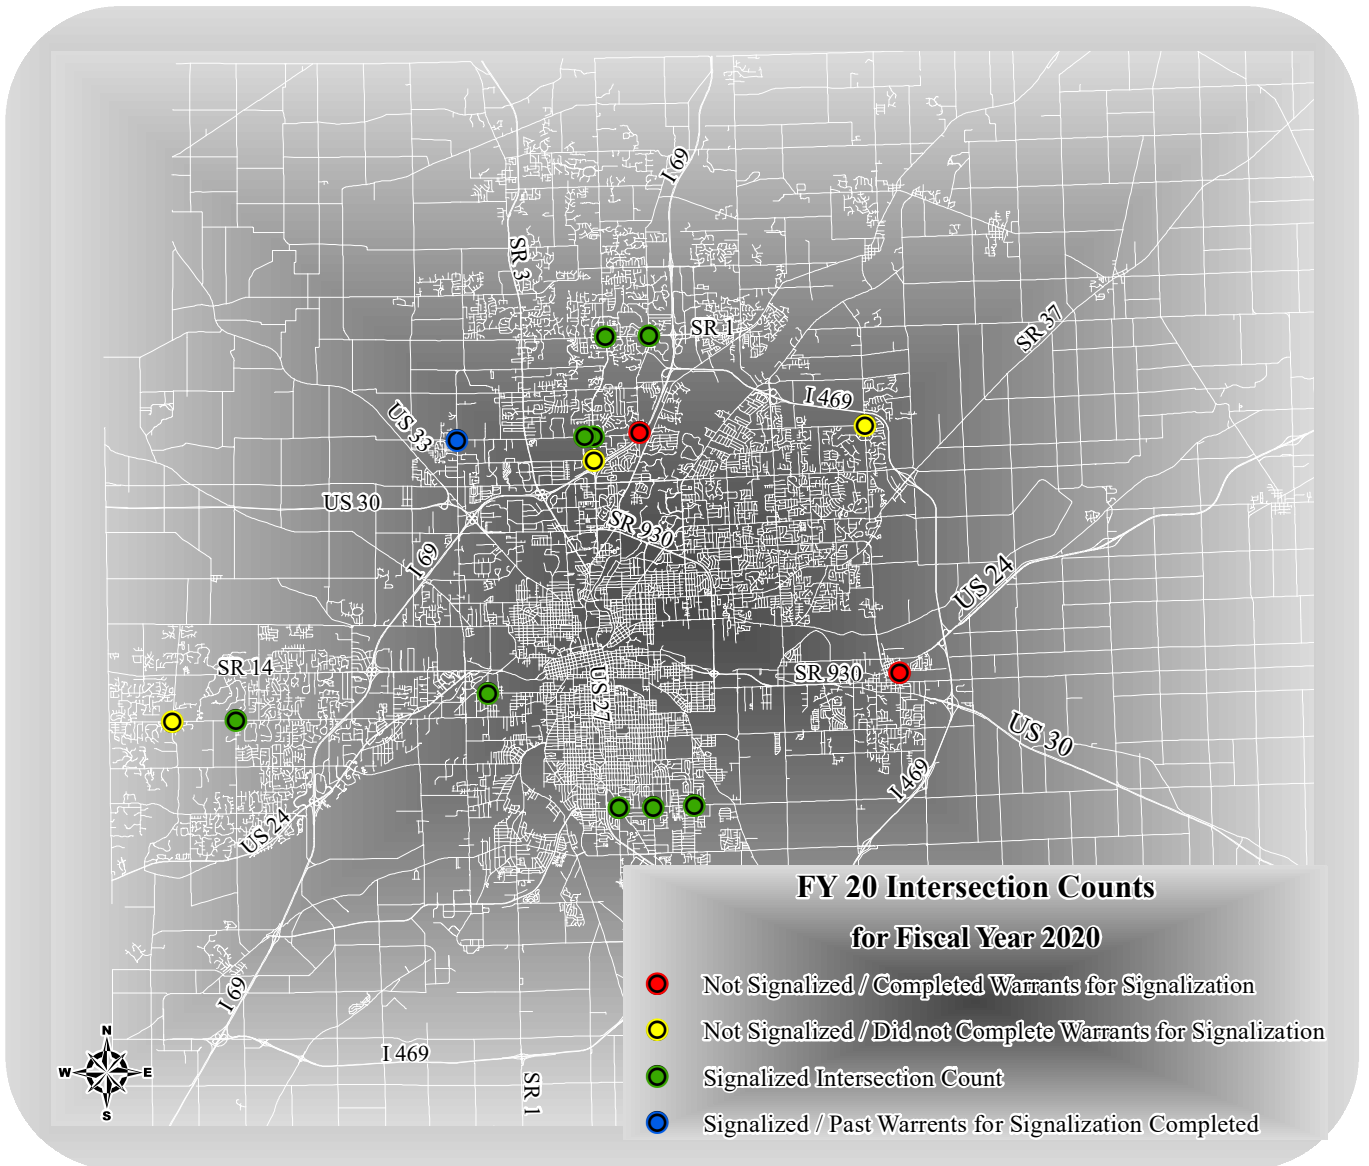 I 69
SR 3
SR 1
SR 37
I 469
US 33
US 30
SR 930
I 69
US 24
SR 14
SR 930
US 27
US 30
I 469
US 24
FY 20 Intersection Counts
for Fiscal Year 2020
Not Signalized / Completed Warrants for Signalization
Not Signalized / Did not Complete Warrants for Signalization
Signalized Intersection Count
Signalized / Past Warrents for Signalization Completed
I 69
N
W E
S
I 469
SR 1